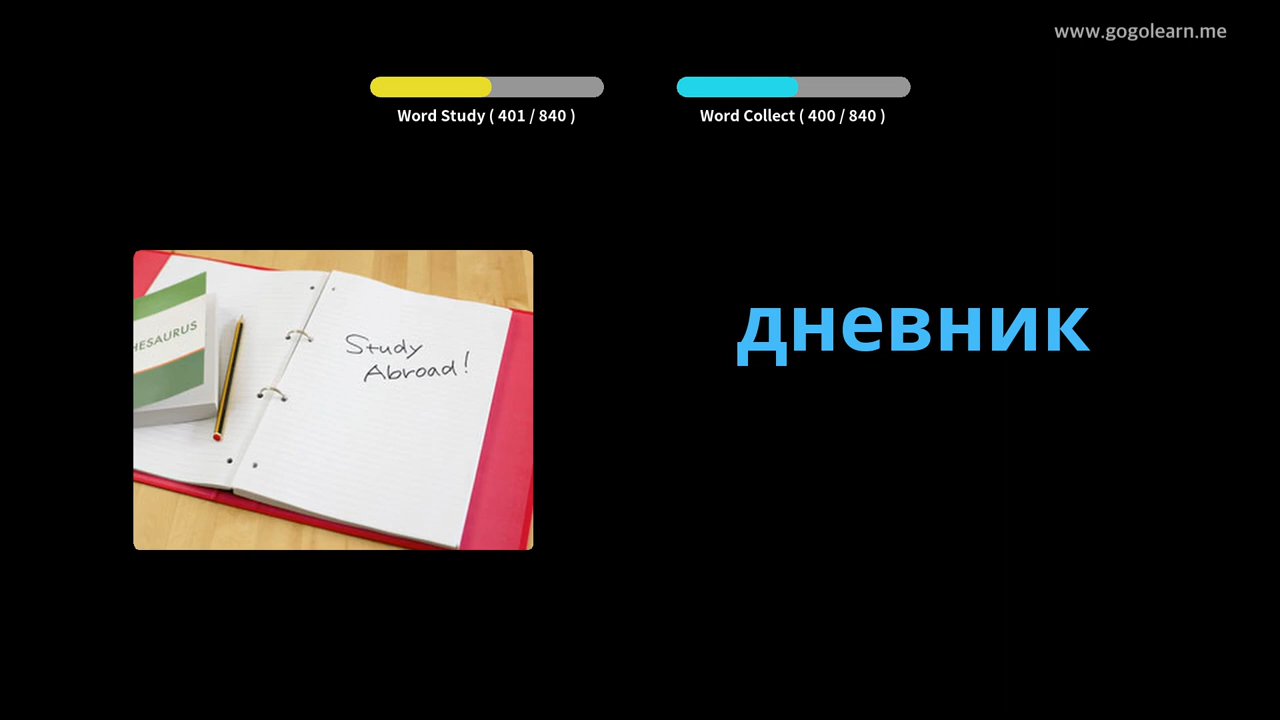 www.gogolearn.me
Word Study ( 401 / 840 )
Word Collect ( 400 / 840 )
HESAURUS
Study
Abroad!
дневник